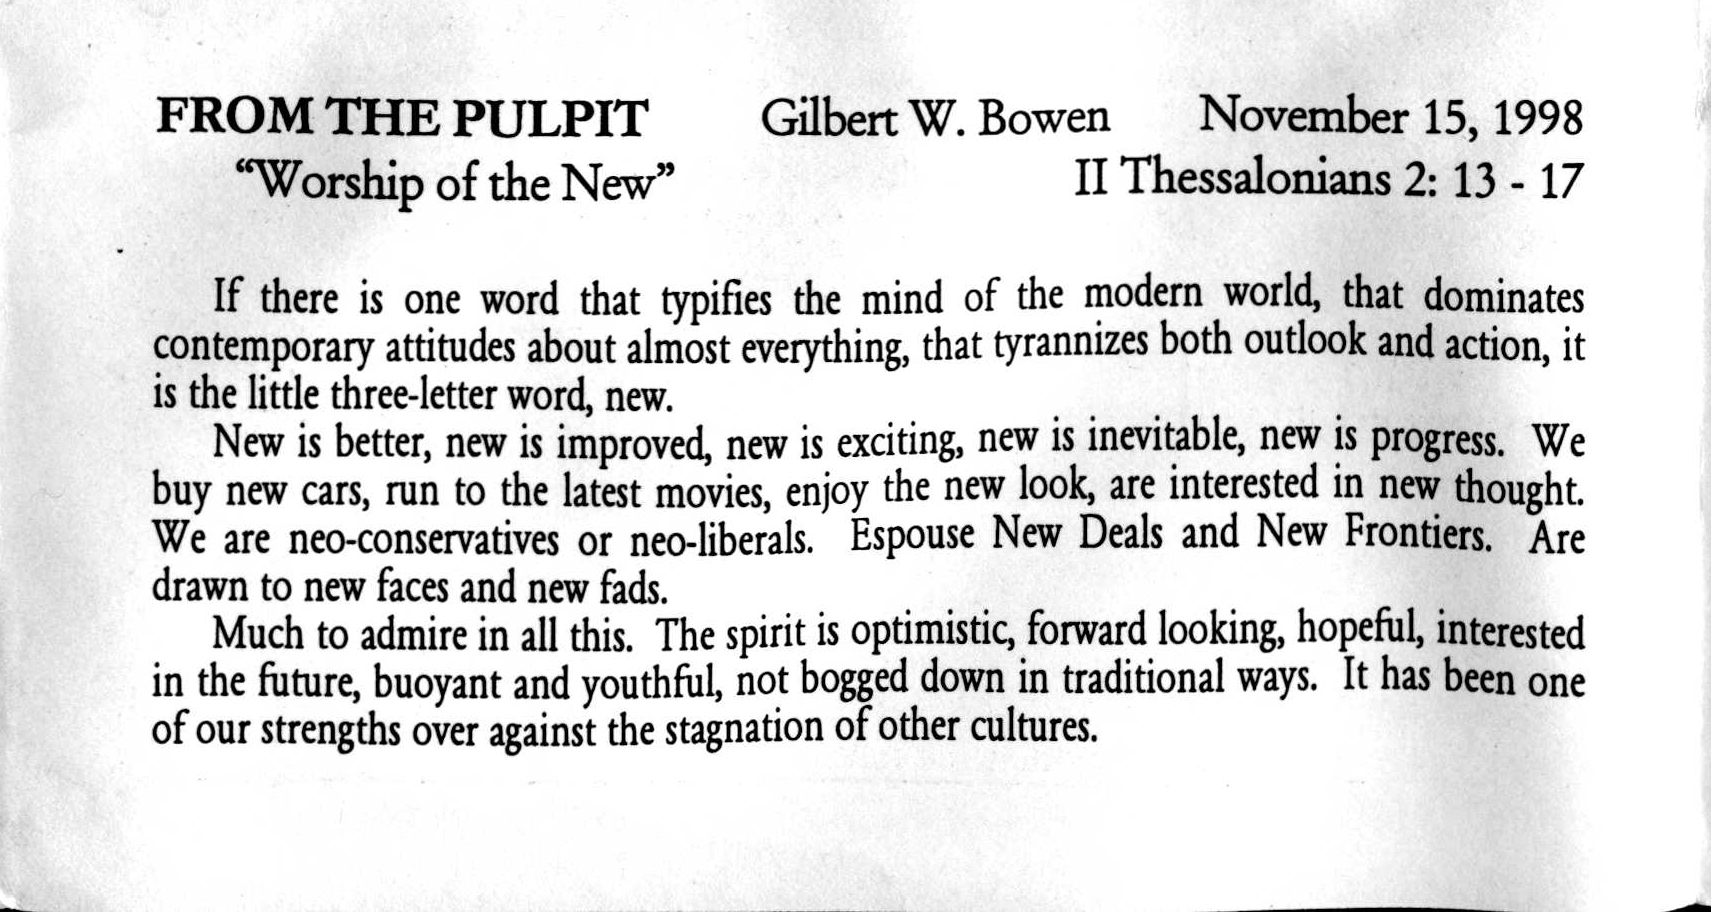 FROM THE PULPIT Gilbert W. Bowen November 15, 1998
“Worship of the New” II Thessalonians 2: 13 - 17
If there is one word that typifies the mind of the modern world, that dominates
contemporary attitudes about almost everything, that tyrannizes both outlook and action, it
is the little three-letter word, new.
New is better, new is improved, new is exciting, new is inevitable, new is progress. We
buy new cars, run to the latest movies, enjoy the new look, are interested in new thought.
We are neo-conservatives or neo-liberals. Espouse New Deals and New Frontiers. Are
drawn to new faces and new fads.
Much to admire in all this. The spirit is optimistic, forward looking, hopeful, interested
in the future, buoyant and youthful, not bogged down in traditional ways. It has been one
of our strengths over against the stagnation of other cultures.